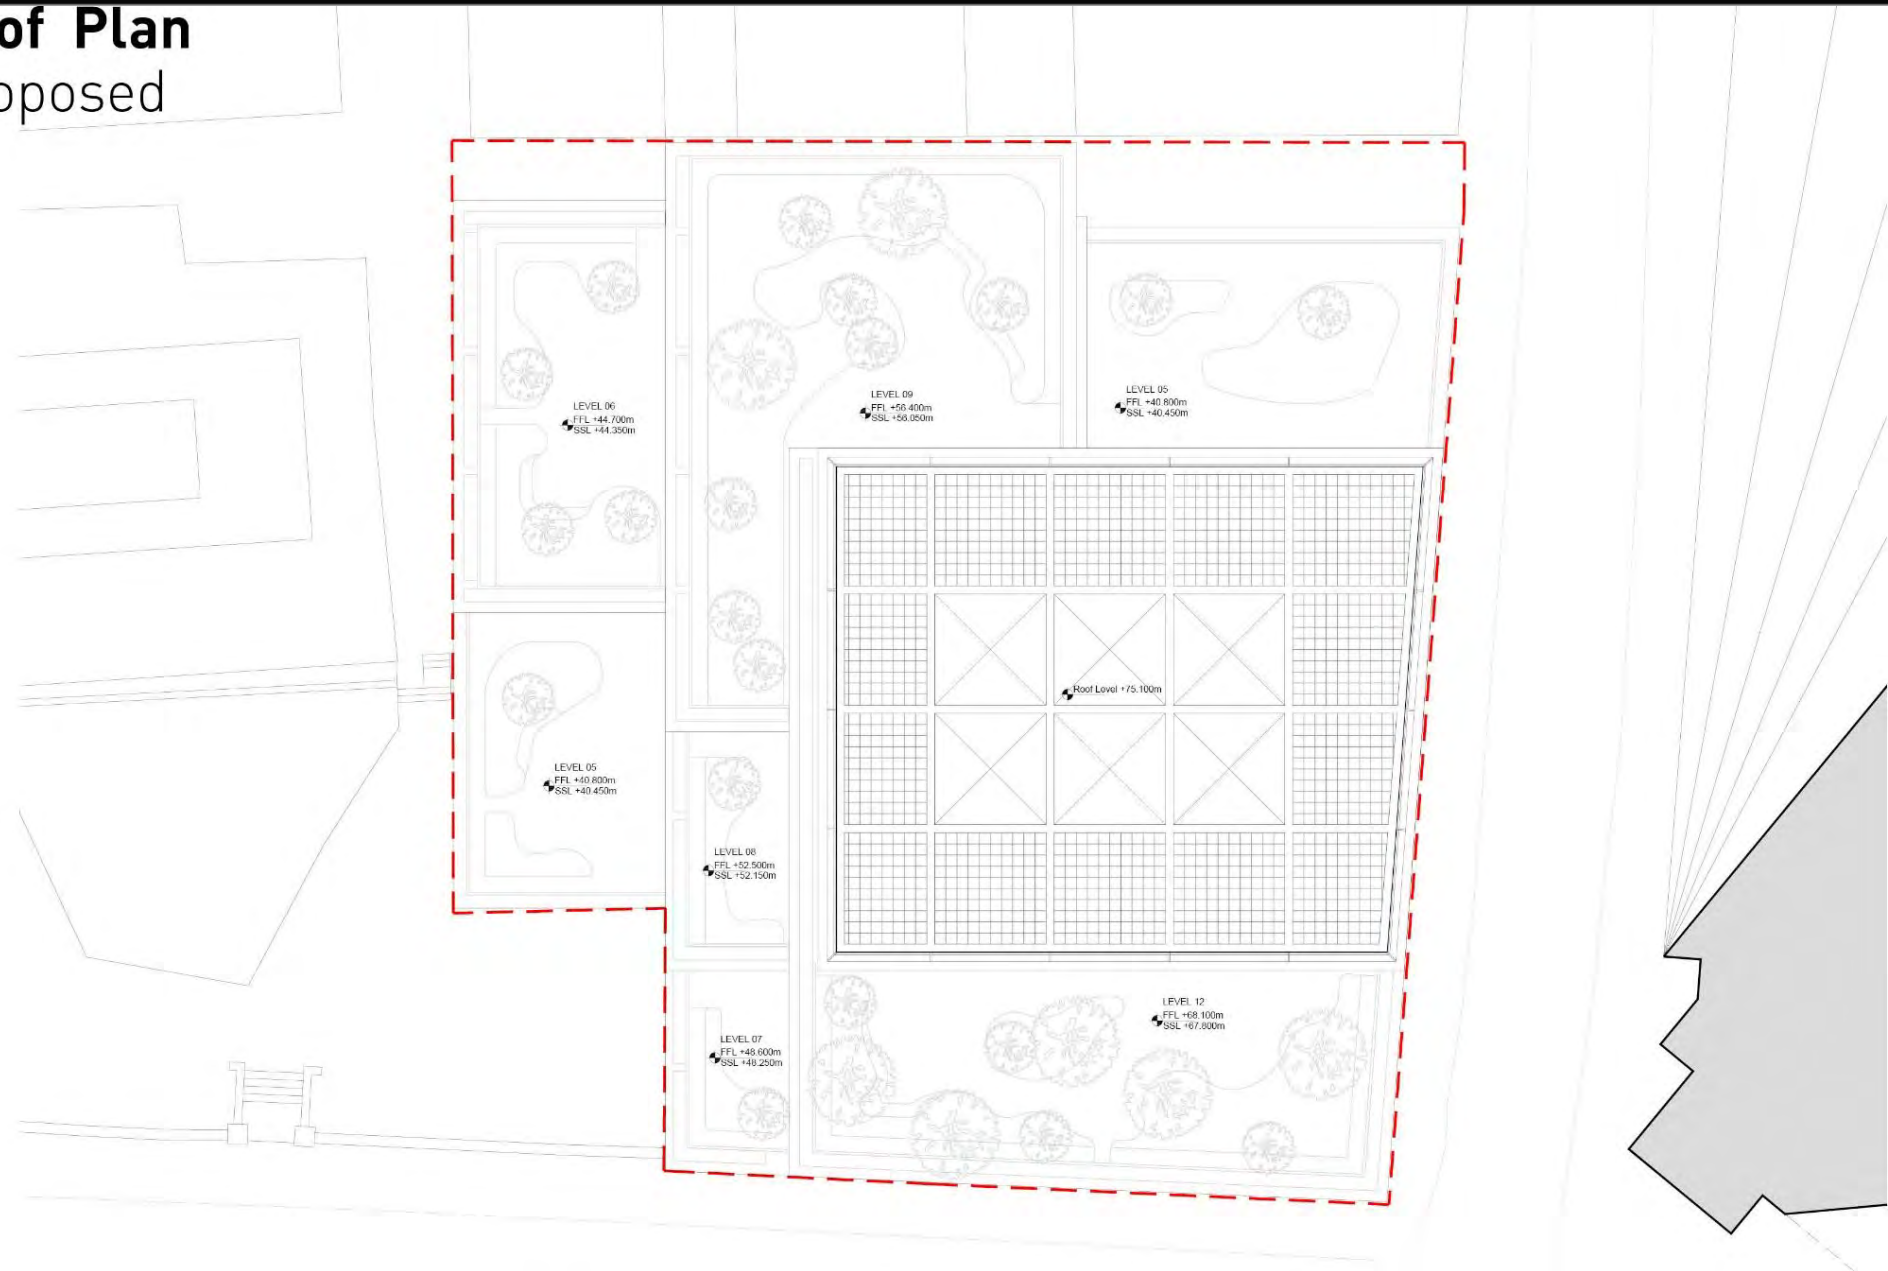 of Plan
oposed
LEVEL 05
FFL +40.800m
SSL +40.450m
LEVEL 09
FFL +56.400m
SSL +56.050m
LEVEL 06
FFL +44.700m
SSL +44.350m
Roof Level +75.100m
LEVEL 05
FFL +40.800m
SSL +40.450m
LEVEL 08
FFL +52.500m
SSL +52.150m
LEVEL 12
FFL +68.100m
SSL +67.800m
LEVEL 07
FFL +48.600m
SSL +48.250m